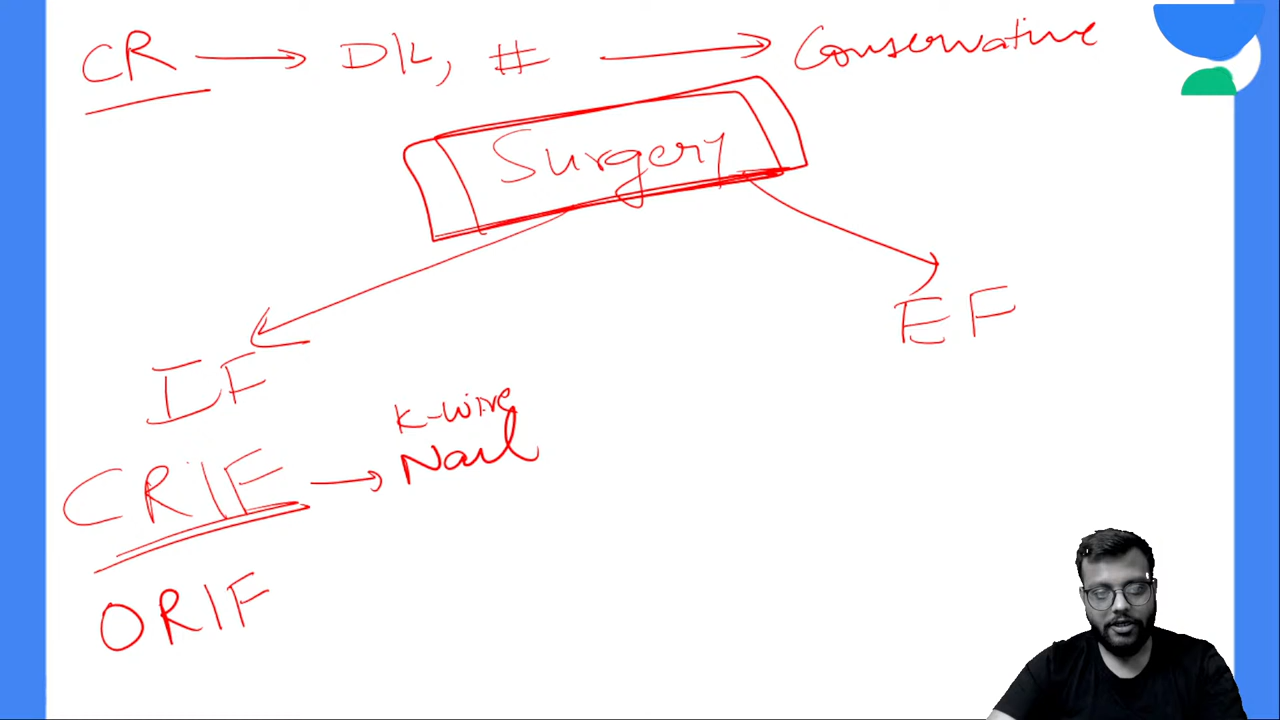 CR → D/L, # → Conservative
Surgery
EF
IF
K-wire
CRIF → Nail
ORIF